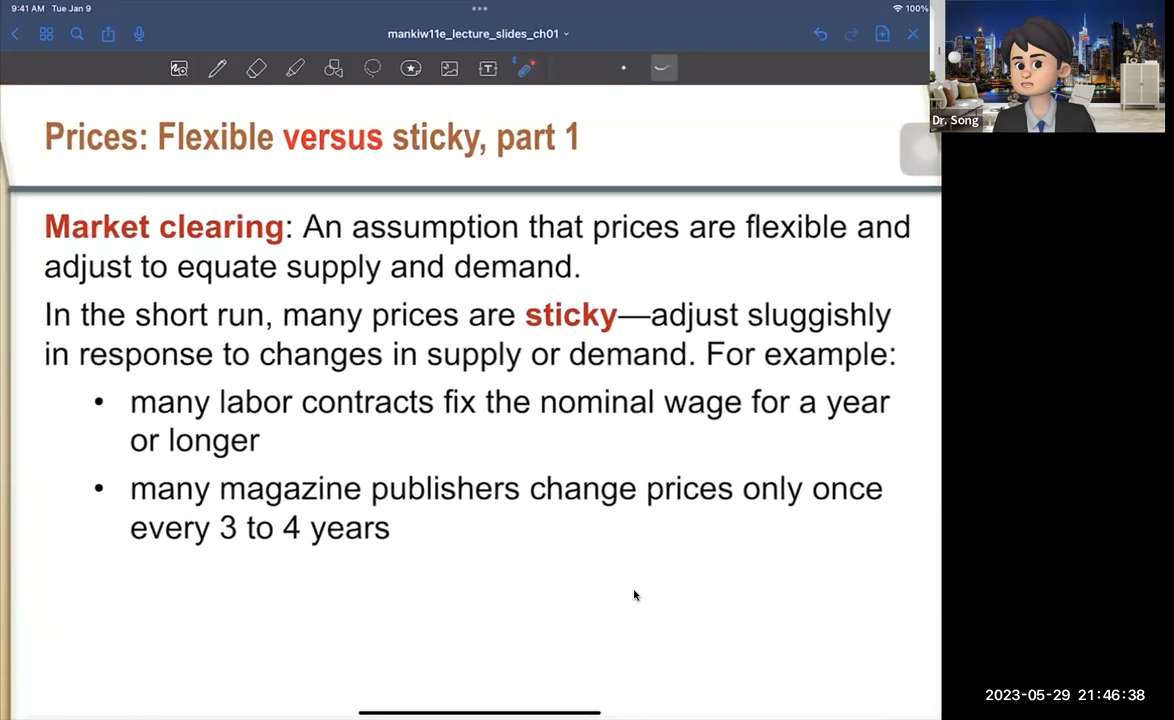 9:41 AM Tue Jan 9
100%
mankiw11e_lecture_slides_ch01
Prices: Flexible versus sticky, part 1
Market clearing: An assumption that prices are flexible and
adjust to equate supply and demand.
In the short run, many prices are sticky—adjust sluggishly
in response to changes in supply or demand. For example:
• many labor contracts fix the nominal wage for a year
or longer
• many magazine publishers change prices only once
every 3 to 4 years
Dr. Song
2023-05-29 21:46:38